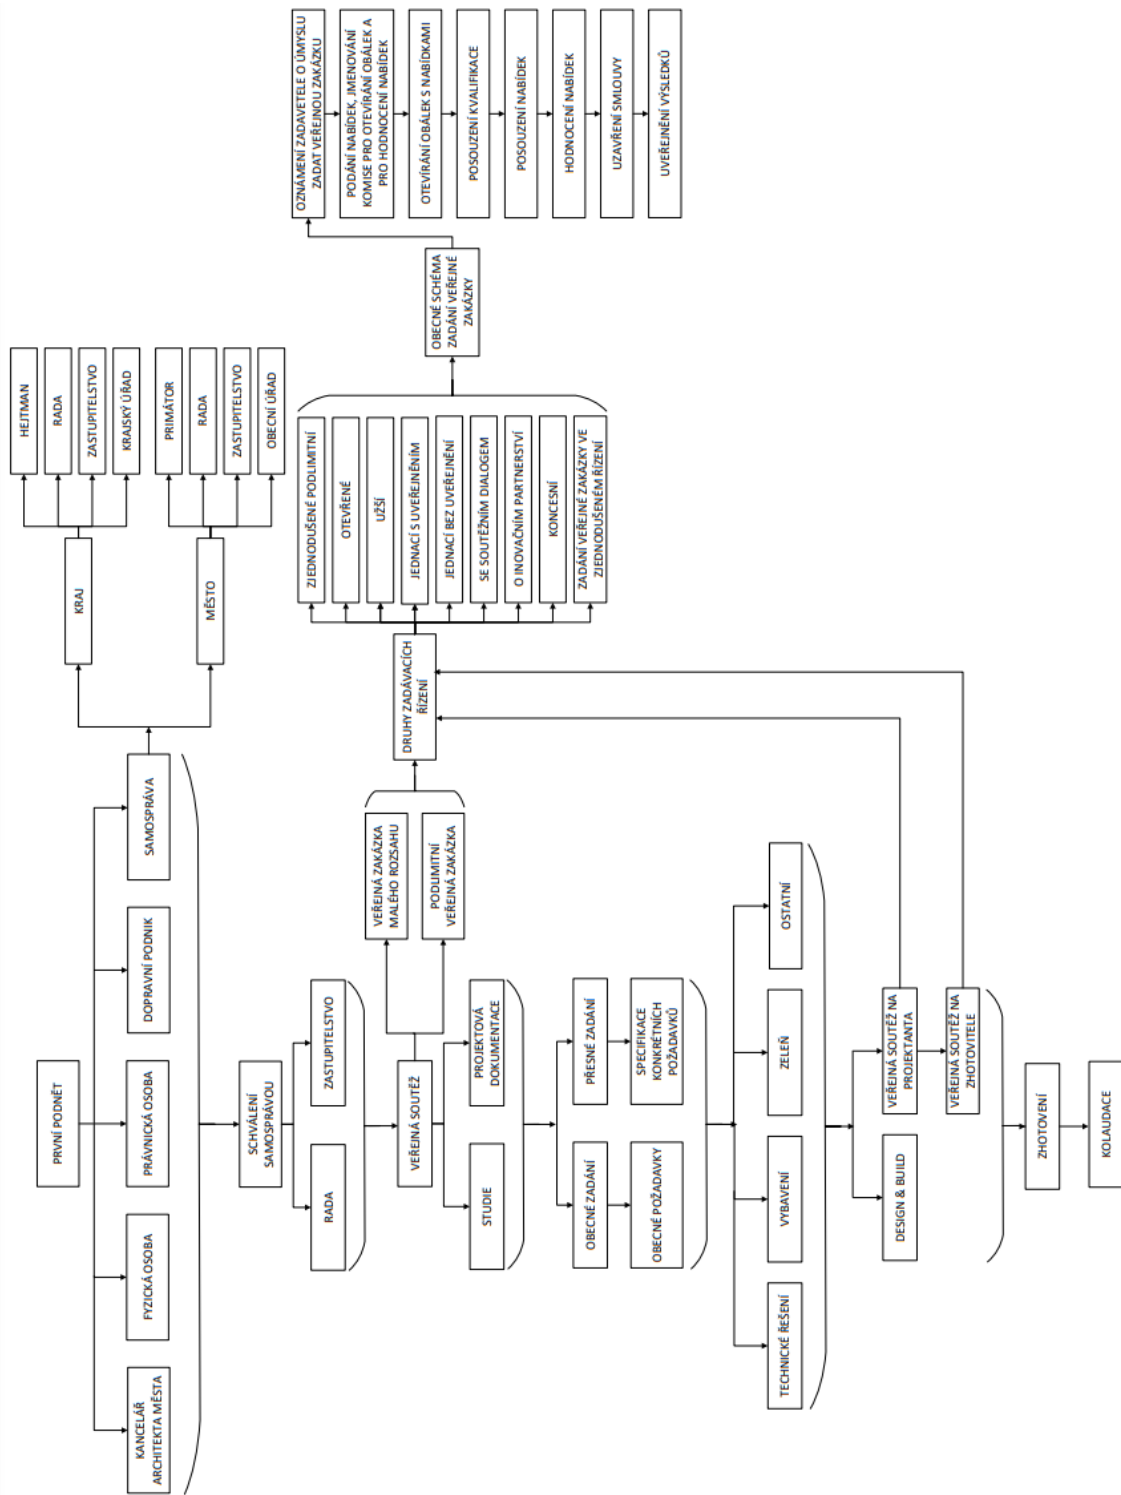 PRVNÍ PODNĚT
KANCELÁŘ
ARCHITEKTA MĚSTA
FYZICKÁ OSOBA
PRÁVNICKÁ OSOBA
DOPRAVNÍ PODNIK
SAMOSPRÁVA
KRAJ
HEJTMAN
RADA
ZASTUPITELSTVO
KRAJSKÝ ÚŘAD
MĚSTO
PRIMÁTOR
RADA
ZASTUPITELSTVO
OBECNÍ ÚŘAD
SCHVÁLENÍ
SAMOSPRÁVOU
RADA
ZASTUPITELSTVO
VEŘEJNÁ SOUTĚŽ
VEŘEJNÁ ZAKÁZKA
MALÉHO ROZSAHU
PODLIMITNÍ
VEŘEJNÁ ZAKÁZKA
DRUHY ZADÁVACÍCH
ŘÍZENÍ
ZJEDNODUŠENÉ PODLIMITNÍ
OTEVŘENÉ
UŽŠÍ
JEDNACÍ S UVEŘEJNĚNÍM
JEDNACÍ BEZ UVEŘEJNĚNÍ
SE SOUTĚŽNÍM DIALOGEM
O INOVAČNÍM PARTNERSTVÍ
KONCESNÍ
ZADÁNÍ VEŘEJNÉ ZAKÁZKY VE
ZJEDNODUŠENÉM ŘÍZENÍ
OBECNÉ SCHÉMA
ZADÁNÍ VEŘEJNÉ
ZAKÁZKY
OZNÁMENÍ ZADAVETELE O ÚMYSLU
ZADAT VEŘEJNOU ZAKÁZKU
PODÁNÍ NABÍDEK, JMENOVÁNÍ
KOMISE PRO OTEVÍRÁNÍ OBÁLEK A
PRO HODNOCENÍ NABÍDEK
OTEVÍRÁNÍ OBÁLEK S NABÍDKAMI
POSOUZENÍ KVALIFIKACE
POSOUZENÍ NABÍDEK
HODNOCENÍ NABÍDEK
UZAVŘENÍ SMLOUVY
UVEŘEJNĚNÍ VÝSLEDKŮ
STUDIE
PROJEKTOVÁ
DOKUMENTACE
OBECNÉ ZADÁNÍ
PŘESNÉ ZADÁNÍ
OBECNÉ POŽADAVKY
SPECIFIKACE
KONKRÉTNÍCH
POŽADAVKŮ
TECHNICKÉ ŘEŠENÍ
VYBAVENÍ
ZELEŇ
OSTATNÍ
DESIGN & BUILD
VEŘEJNÁ SOUTĚŽ NA
PROJEKTANTA
VEŘEJNÁ SOUTĚŽ NA
ZHOTOVITELE
ZHOTOVENÍ
KOLAUDACE